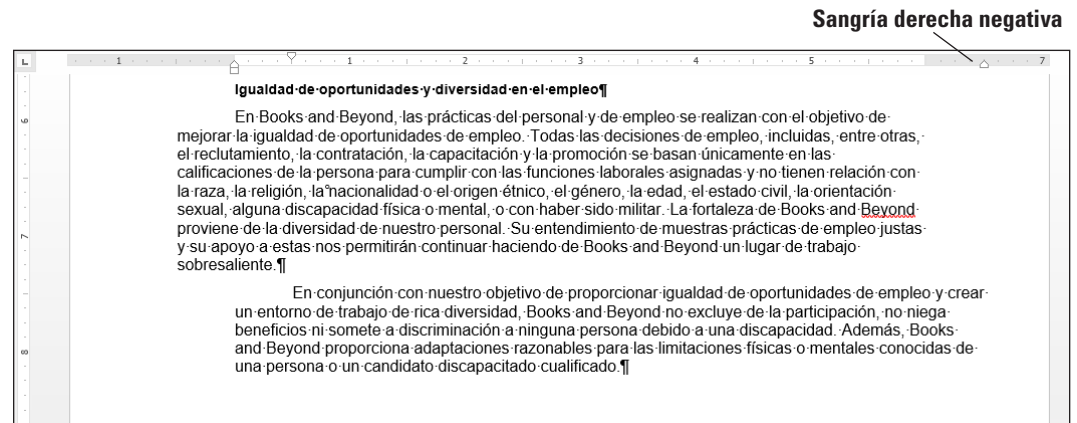 Sangría derecha negativa
L 1 1 2 3 4 5 7
Igualdad·de·oportunidades·y·diversidad·en·el·empleo¶
6
En·Books·and·Beyond,·las·prácticas·del·personal·y·de·empleo·se·realizan·con·el·objetivo·de·
mejorar·la·igualdad·de·oportunidades·de·empleo.·Todas·las·decisiones·de·empleo,·incluidas,·entre·otras,·
el·reclutamiento,·la·contratación,·la·capacitación·y·la·promoción·se·basan·únicamente·en·las·
calificaciones·de·la·persona·para·cumplir·con·las·funciones·laborales·asignadas·y·no·tienen·relación·con·
la·raza,·la·religión,·la°nacionalidad·o·el·origen·étnico,·el·género,·la·edad,·el·estado·civil,·la·orientación·
sexual,·alguna·discapacidad·física·o·mental,·o·con·haber·sido·militar.·La·fortaleza·de·Books·and·Beyond·
7
proviene·de·la·diversidad·de·nuestro·personal.·Su·entendimiento·de·muestras·prácticas·de·empleo·justas·
y·su·apoyo·a·estas·nos·permitirán·continuar·haciendo·de·Books·and·Beyond·un·lugar·de·trabajo·
sobresaliente.¶
En·conjunción·con·nuestro·objetivo·de·proporcionar·igualdad·de·oportunidades·de·empleo·y·crear·
un·entorno·de·trabajo·de·rica·diversidad,·Books·and·Beyond·no·excluye·de·la·participación,·no·niega·
beneficios·ni·somete·a·discriminación·a·ninguna·persona·debido·a·una·discapacidad.·Además,·Books·
8
and·Beyond·proporciona·adaptaciones·razonables·para·las·limitaciones·físicas·o·mentales·conocidas·de·
una·persona·o·un·candidato·discapacitado·cualificado.¶